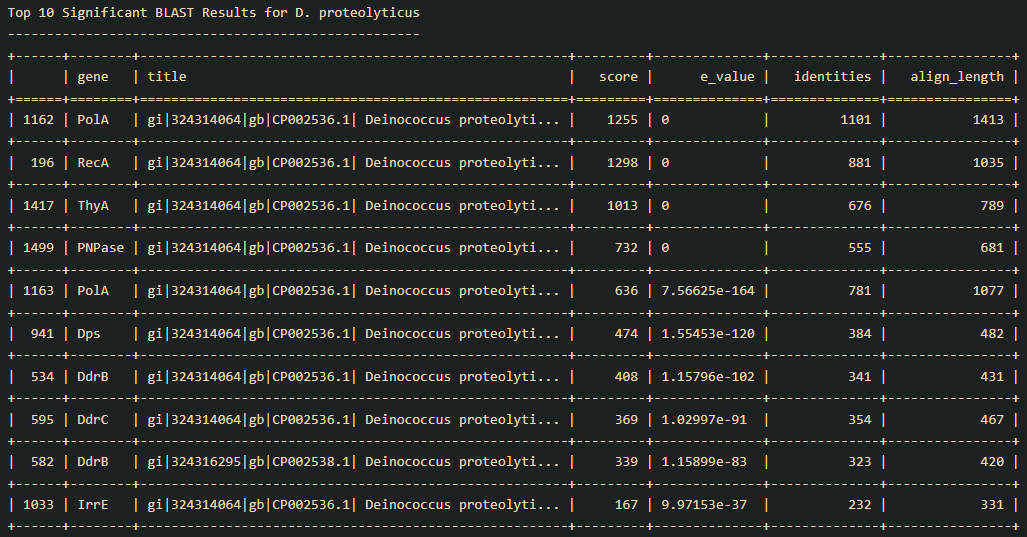 Top 10 Significant BLAST Results for D. proteolyticus
-----------------------------------------------------
+------+--------+-------------------------------------------------------+---------+--------------+--------------+----------------+
|      | gene   | title                                                 |   score |      e_value |   identities |   align_length |
+======+========+=======================================================+=========+==============+==============+================+
| 1162 | PolA   | gi|324314064|gb|CP002536.1| Deinococcus proteolyti... |    1255 | 0            |         1101 |           1413 |
+------+--------+-------------------------------------------------------+---------+--------------+--------------+----------------+
|  196 | RecA   | gi|324314064|gb|CP002536.1| Deinococcus proteolyti... |    1298 | 0            |          881 |           1035 |
+------+--------+-------------------------------------------------------+---------+--------------+--------------+----------------+
| 1417 | ThyA   | gi|324314064|gb|CP002536.1| Deinococcus proteolyti... |    1013 | 0            |          676 |            789 |
+------+--------+-------------------------------------------------------+---------+--------------+--------------+----------------+
| 1499 | PNPase | gi|324314064|gb|CP002536.1| Deinococcus proteolyti... |     732 | 0            |          555 |            681 |
+------+--------+-------------------------------------------------------+---------+--------------+--------------+----------------+
| 1163 | PolA   | gi|324314064|gb|CP002536.1| Deinococcus proteolyti... |     636 | 7.56625e-164 |          781 |           1077 |
+------+--------+-------------------------------------------------------+---------+--------------+--------------+----------------+
|  941 | Dps    | gi|324314064|gb|CP002536.1| Deinococcus proteolyti... |     474 | 1.55453e-120 |          384 |            482 |
+------+--------+-------------------------------------------------------+---------+--------------+--------------+----------------+
|  534 | DdrB   | gi|324314064|gb|CP002536.1| Deinococcus proteolyti... |     408 | 1.15796e-102 |          341 |            431 |
+------+--------+-------------------------------------------------------+---------+--------------+--------------+----------------+
|  595 | DdrC   | gi|324314064|gb|CP002536.1| Deinococcus proteolyti... |     369 | 1.02997e-91  |          354 |            467 |
+------+--------+-------------------------------------------------------+---------+--------------+--------------+----------------+
|  582 | DdrB   | gi|324316295|gb|CP002538.1| Deinococcus proteolyti... |     339 | 1.15899e-83  |          323 |            420 |
+------+--------+-------------------------------------------------------+---------+--------------+--------------+----------------+
| 1033 | IrrE   | gi|324314064|gb|CP002536.1| Deinococcus proteolyti... |     167 | 9.97153e-37  |          232 |            331 |
+------+--------+-------------------------------------------------------+---------+--------------+--------------+----------------+